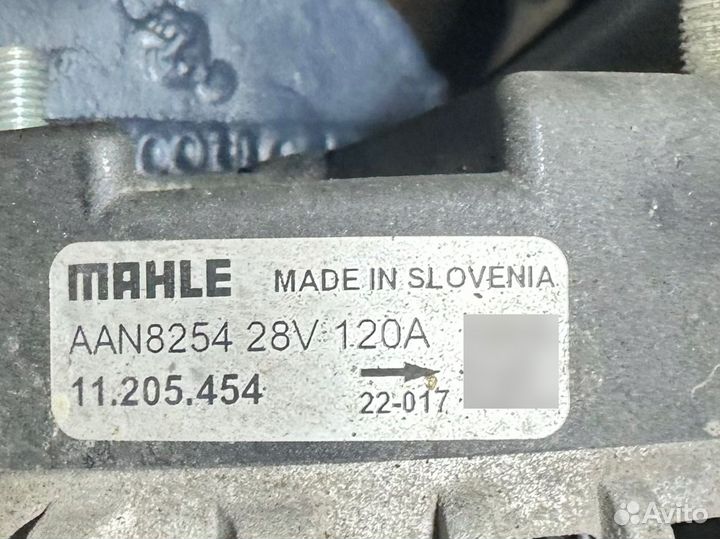 MAHLE MADE IN SLOVENIA
AAN8254 28V 120A
11.205.454
22-017
Avito